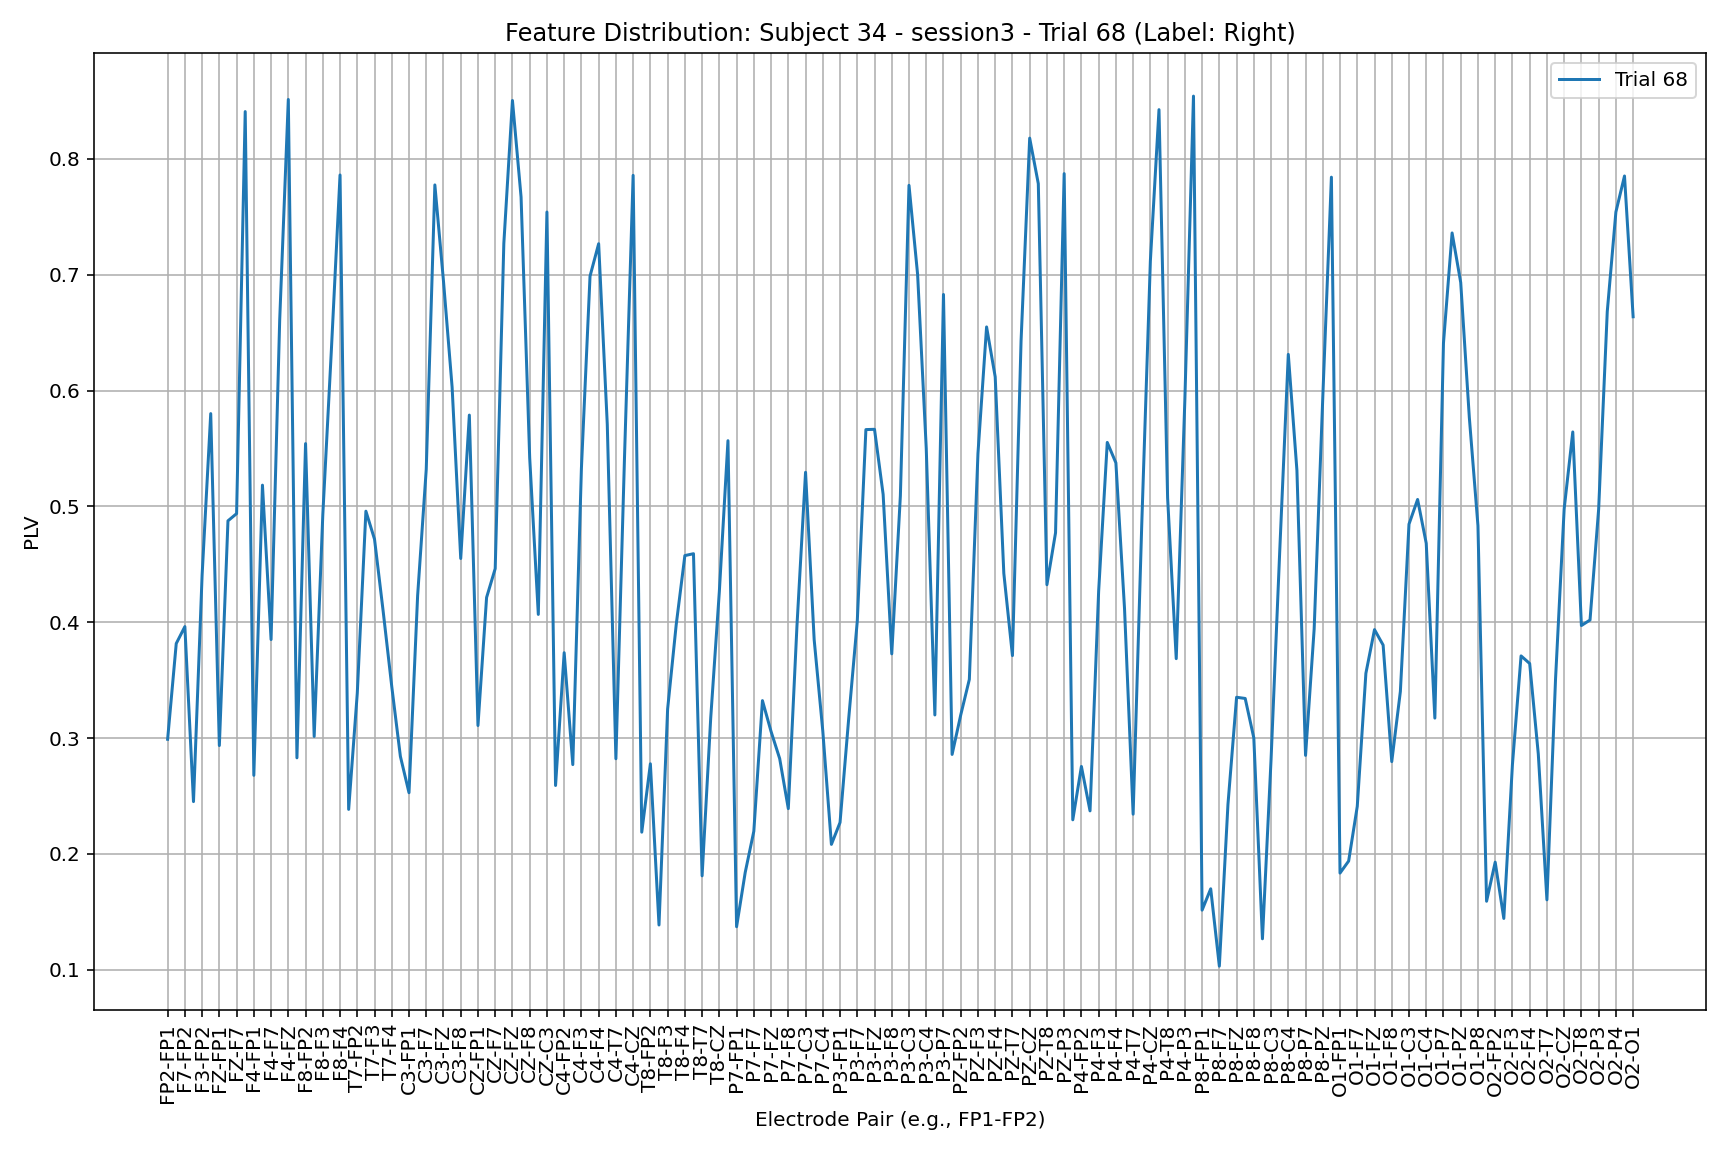 Feature Distribution: Subject 34 - session3 - Trial 68 (Label: Right)
Trial 68
PLV
0.8
0.7
0.6
0.5
0.4
0.3
0.2
0.1
FP2-FP1
F7-FP2
F3-FP2
FZ-FP1
FZ-F7
F4-FP1
F4-F7
F4-FZ
F8-FP2
F8-F3
F8-F4
T7-FP2
T7-F3
T7-F4
C3-FP1
C3-F7
C3-FZ
C3-F8
CZ-FP1
CZ-F7
CZ-FZ
CZ-F8
CZ-C3
C4-FP2
C4-F3
C4-F4
C4-T7
C4-CZ
T8-FP2
T8-F3
T8-F4
T8-T7
T8-CZ
P7-FP1
P7-F7
P7-FZ
P7-F8
P7-C3
P7-C4
P3-FP1
P3-F7
P3-FZ
P3-F8
P3-C3
P3-C4
P3-P7
PZ-FP2
PZ-F3
PZ-F4
PZ-T7
PZ-CZ
PZ-T8
PZ-P3
P4-FP2
P4-F3
P4-F4
P4-T7
P4-CZ
P4-T8
P4-P3
P8-FP1
P8-F7
P8-FZ
P8-F8
P8-C3
P8-C4
P8-P7
P8-PZ
O1-FP1
O1-F7
O1-FZ
O1-F8
O1-C3
O1-C4
O1-P7
O1-PZ
O1-P8
O2-FP2
O2-F3
O2-F4
O2-T7
O2-CZ
O2-T8
O2-P3
O2-P4
O2-O1
Electrode Pair (e.g., FP1-FP2)